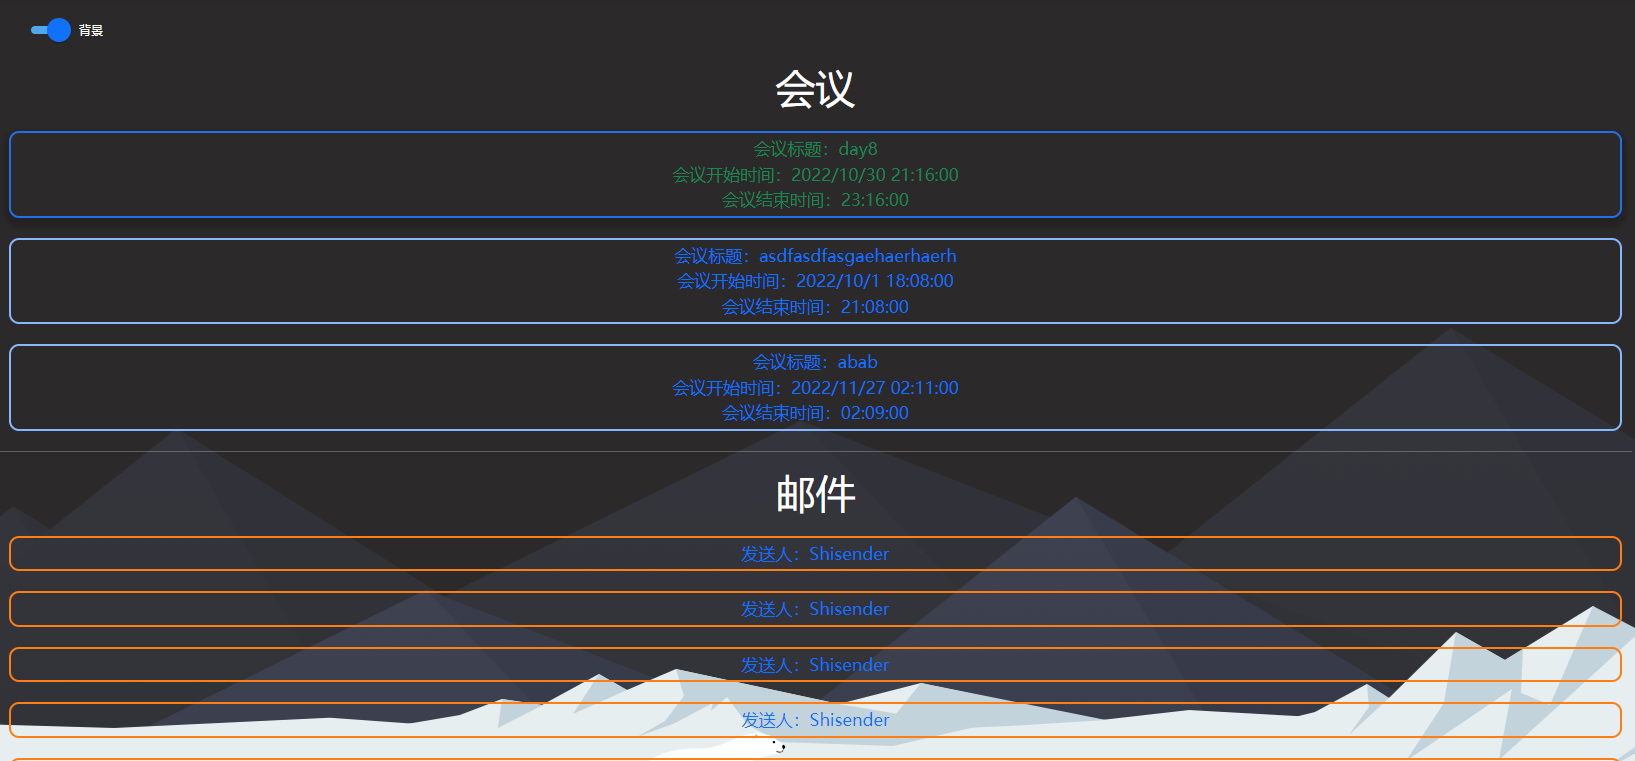 背景
会议
会议标题：day8
会议开始时间：2022/10/30 21:16:00
会议结束时间：23:16:00
会议标题：asdfasdfasgaehaerhaerh
会议开始时间：2022/10/1 18:08:00
会议结束时间：21:08:00
会议标题：abab
会议开始时间：2022/11/27 02:11:00
会议结束时间：02:09:00
邮件
发送人：Shisender
发送人：Shisender
发送人：Shisender
发送人：Shisender